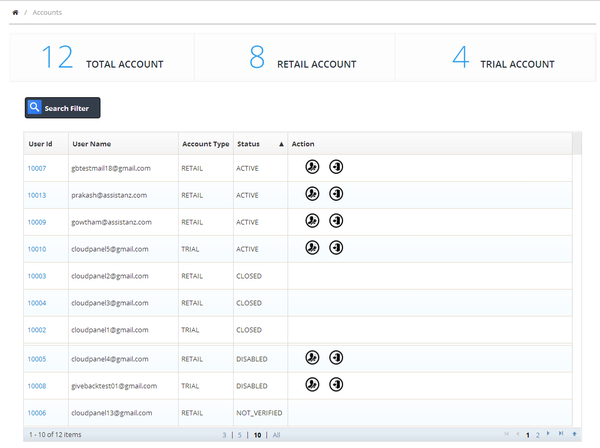 / Accounts
12 TOTAL ACCOUNT 8 RETAIL ACCOUNT 4 TRIAL ACCOUNT
Search Filter
User Id User Name Account Type Status ▲ Action
10007 gbtestmail18@gmail.com RETAIL ACTIVE
10013 prakash@assistanz.com RETAIL ACTIVE
10009 gowtham@assistanz.com RETAIL ACTIVE
10010 cloudpanel5@gmail.com TRIAL ACTIVE
10003 cloudpanel2@gmail.com RETAIL CLOSED
10004 cloudpanel3@gmail.com RETAIL CLOSED
10002 cloudpanel1@gmail.com TRIAL CLOSED
10005 cloudpanel4@gmail.com RETAIL DISABLED
10008 givebacktest01@gmail.com TRIAL DISABLED
10006 cloudpanel13@gmail.com RETAIL NOT_VERIFIED
1 - 10 of 12 items 3 | 5 | 10 | All 1 2